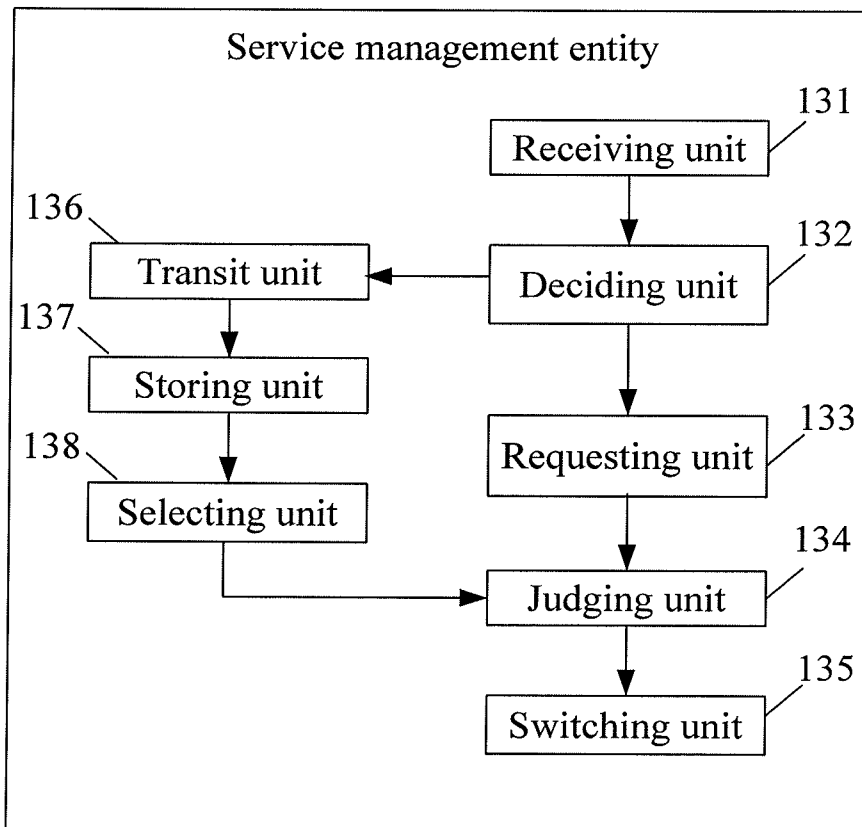 Service management entity
131
Receiving unit
136
132
Transit unit
Deciding unit
137
Storing unit
133
138
Requesting unit
Selecting unit
134
Judging unit
135
Switching unit